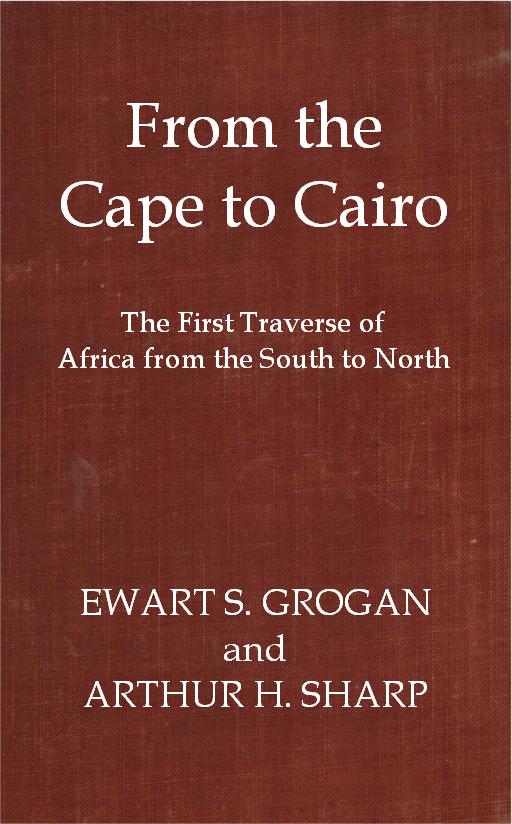 From the
Cape to Cairo
The First Traverse of
Africa from the South to North
EWART S. GROGAN
and
ARTHUR H. SHARP